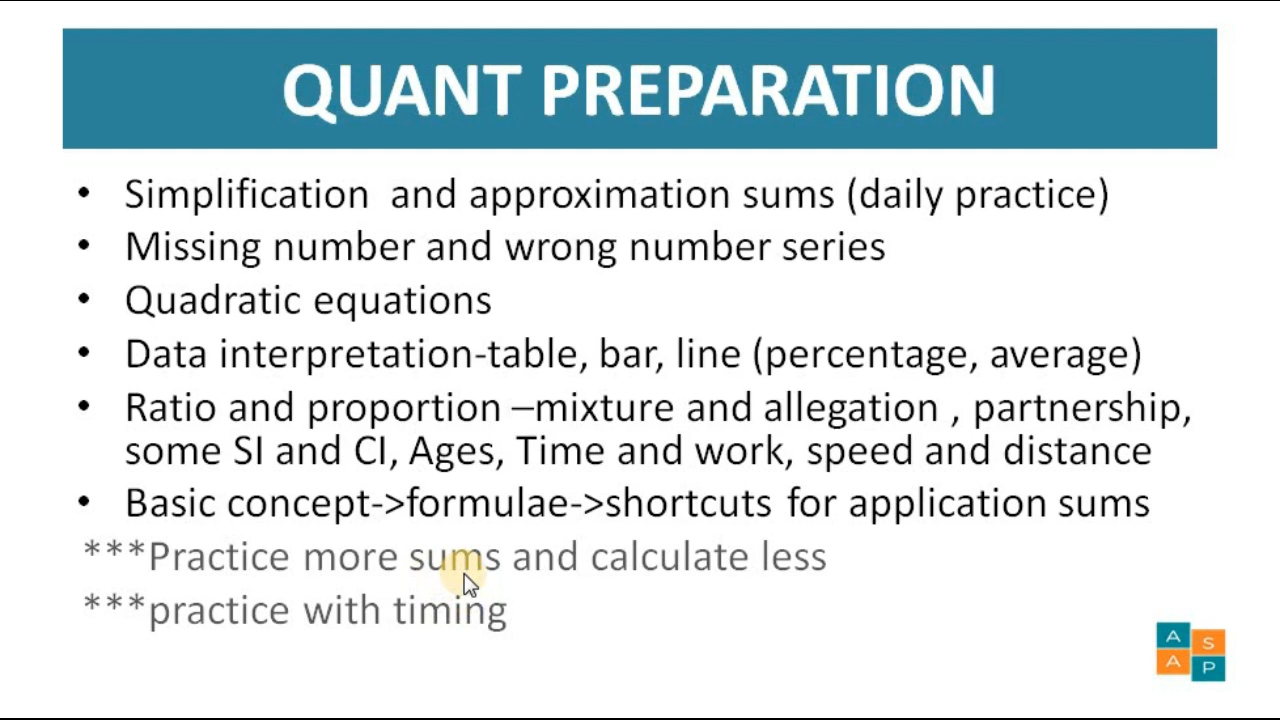 QUANT PREPARATION
• Simplification and approximation sums (daily practice)
• Missing number and wrong number series
• Quadratic equations
• Data interpretation-table, bar, line (percentage, average)
• Ratio and proportion –mixture and allegation , partnership,
some SI and CI, Ages, Time and work, speed and distance
• Basic concept->formulae->shortcuts for application sums
***Practice more sums and calculate less
***practice with timing
A S
A P